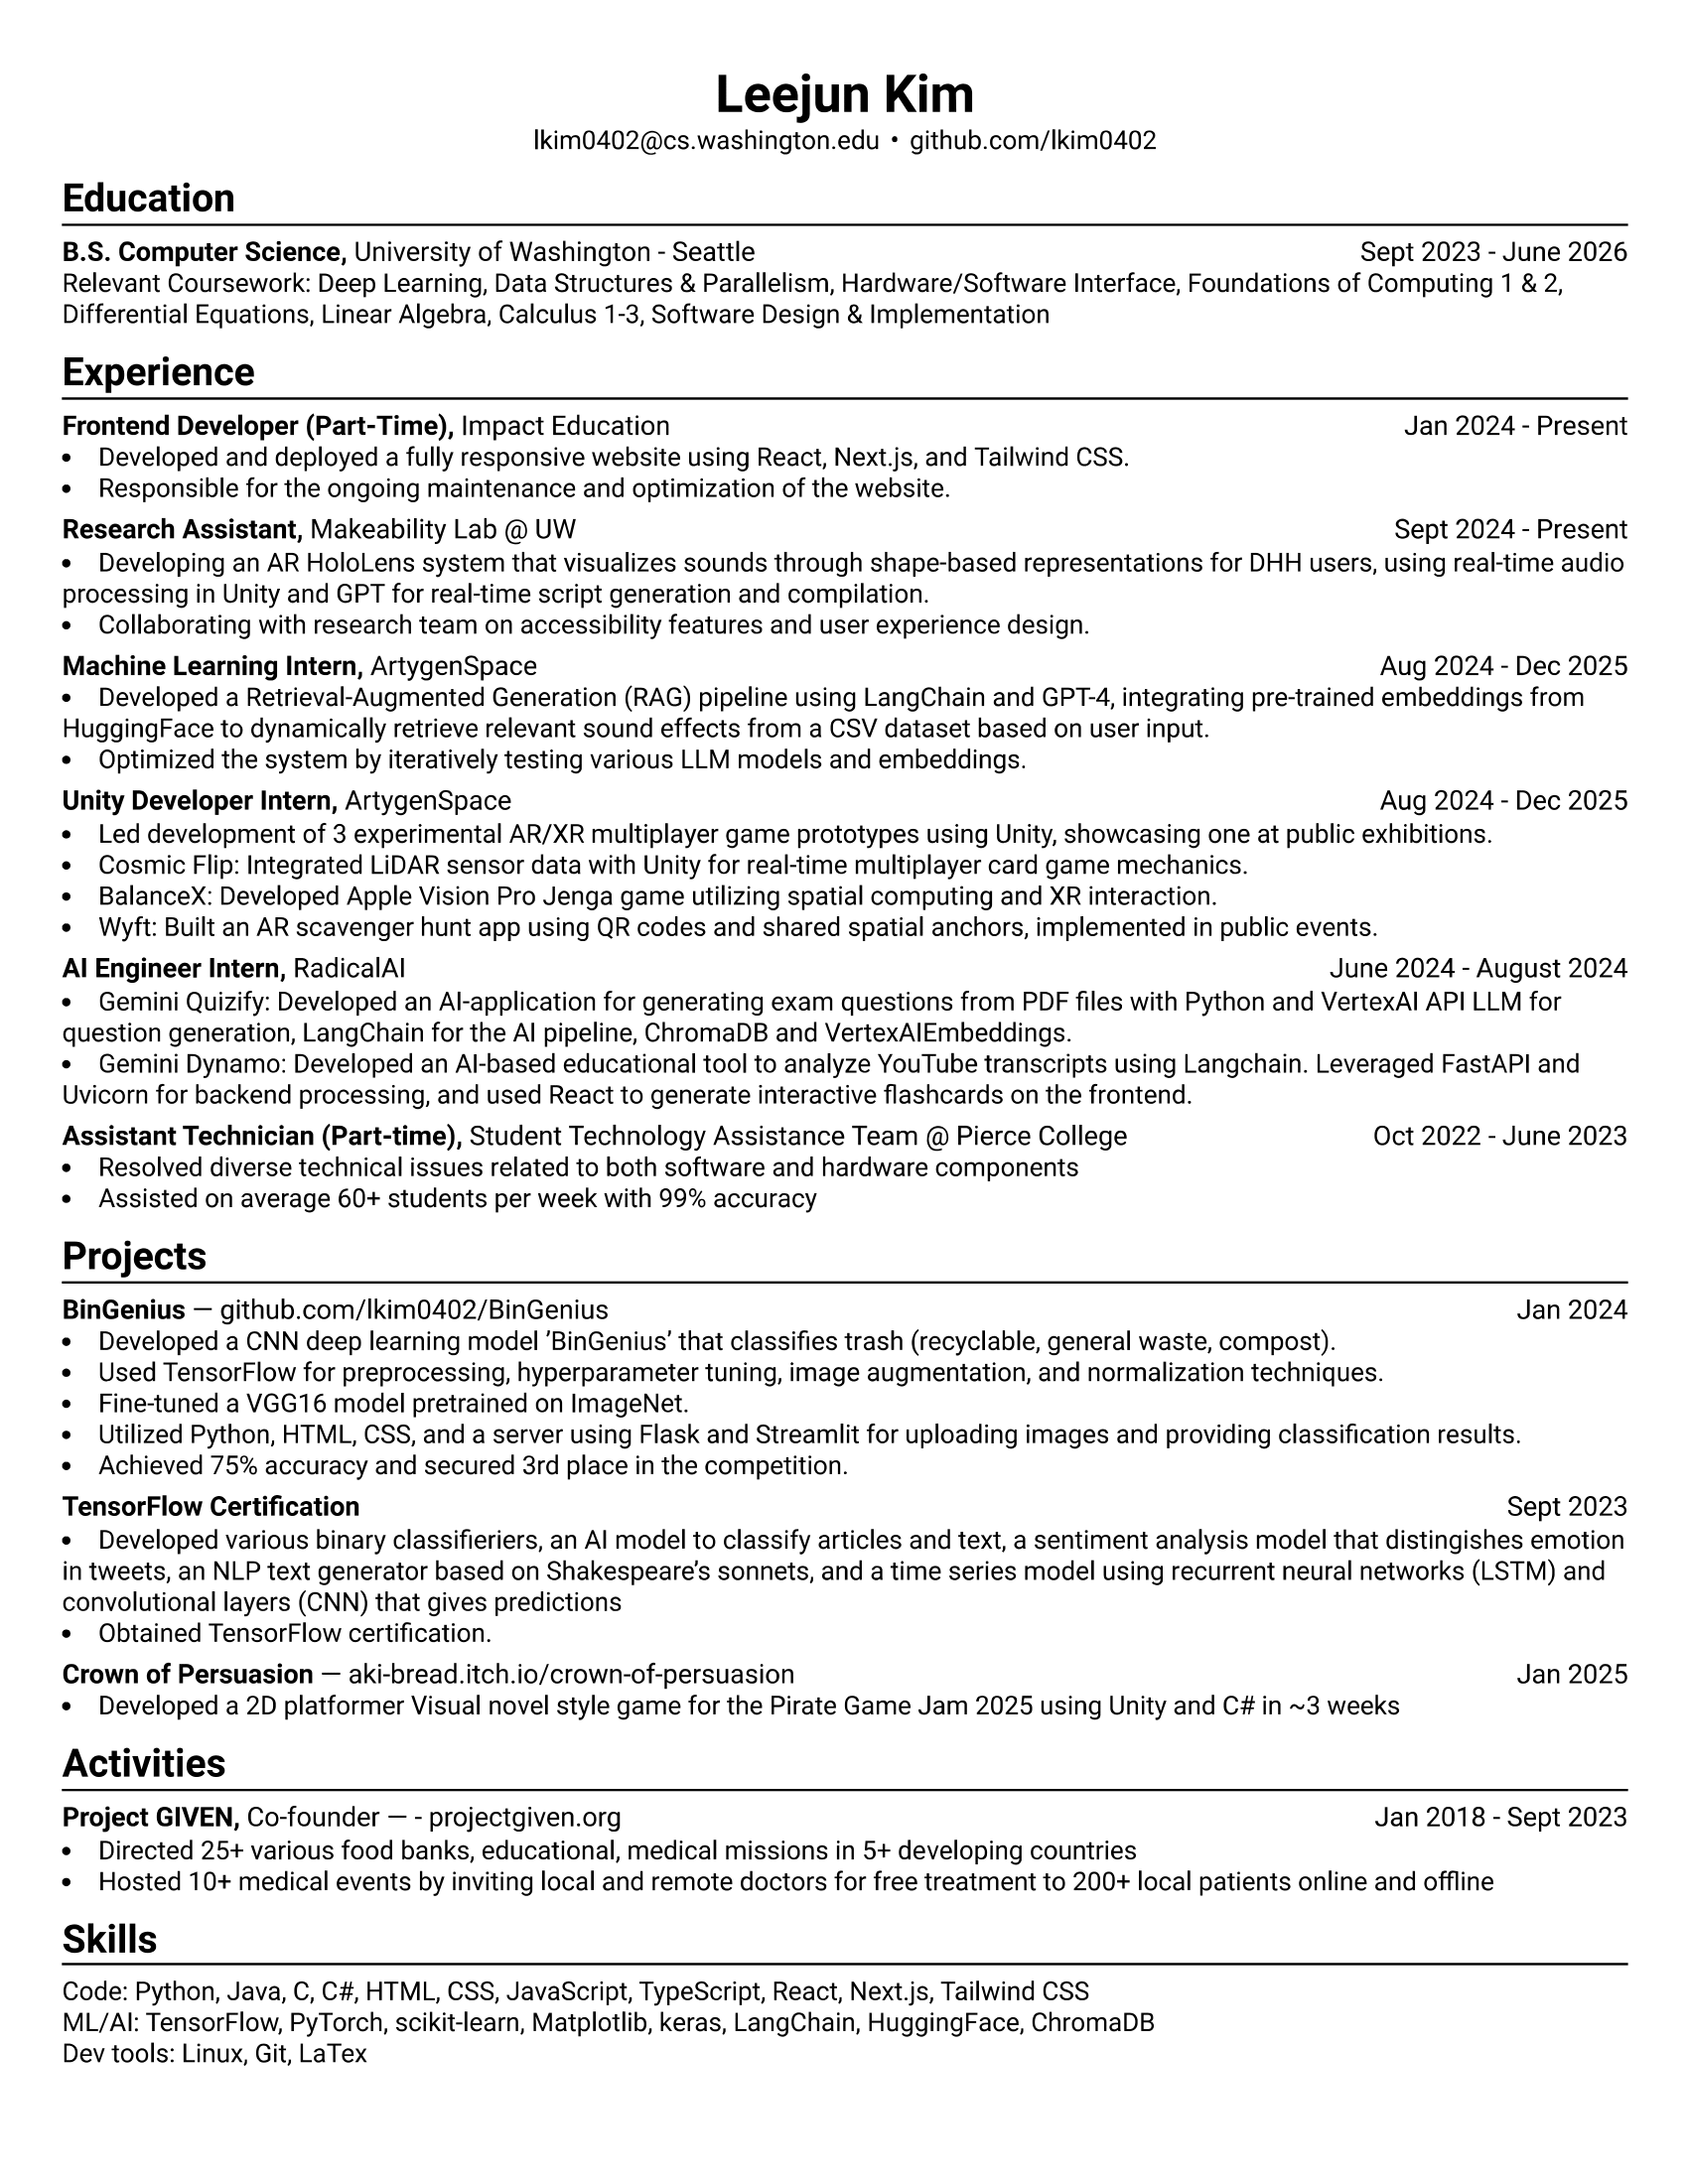 Leejun Kim
lkim0402@cs.washington.edu • github.com/lkim0402
Education
B.S. Computer Science, University of Washington - Seattle Sept 2023 - June 2026
Relevant Coursework: Deep Learning, Data Structures & Parallelism, Hardware/Software Interface, Foundations of Computing 1 & 2,
Differential Equations, Linear Algebra, Calculus 1-3, Software Design & Implementation
Experience
Frontend Developer (Part-Time), Impact Education Jan 2024 - Present
• Developed and deployed a fully responsive website using React, Next.js, and Tailwind CSS.
• Responsible for the ongoing maintenance and optimization of the website.
Research Assistant, Makeability Lab @ UW Sept 2024 - Present
• Developing an AR HoloLens system that visualizes sounds through shape-based representations for DHH users, using real-time audio
processing in Unity and GPT for real-time script generation and compilation.
• Collaborating with research team on accessibility features and user experience design.
Machine Learning Intern, ArtygenSpace Aug 2024 - Dec 2025
• Developed a Retrieval-Augmented Generation (RAG) pipeline using LangChain and GPT-4, integrating pre-trained embeddings from
HuggingFace to dynamically retrieve relevant sound effects from a CSV dataset based on user input.
• Optimized the system by iteratively testing various LLM models and embeddings.
Unity Developer Intern, ArtygenSpace Aug 2024 - Dec 2025
• Led development of 3 experimental AR/XR multiplayer game prototypes using Unity, showcasing one at public exhibitions.
• Cosmic Flip: Integrated LiDAR sensor data with Unity for real-time multiplayer card game mechanics.
• BalanceX: Developed Apple Vision Pro Jenga game utilizing spatial computing and XR interaction.
• Wyft: Built an AR scavenger hunt app using QR codes and shared spatial anchors, implemented in public events.
AI Engineer Intern, RadicalAI June 2024 - August 2024
• Gemini Quizify: Developed an AI-application for generating exam questions from PDF files with Python and VertexAI API LLM for
question generation, LangChain for the AI pipeline, ChromaDB and VertexAIEmbeddings.
• Gemini Dynamo: Developed an AI-based educational tool to analyze YouTube transcripts using Langchain. Leveraged FastAPI and
Uvicorn for backend processing, and used React to generate interactive flashcards on the frontend.
Assistant Technician (Part-time), Student Technology Assistance Team @ Pierce College Oct 2022 - June 2023
• Resolved diverse technical issues related to both software and hardware components
• Assisted on average 60+ students per week with 99% accuracy
Projects
BinGenius — github.com/lkim0402/BinGenius Jan 2024
• Developed a CNN deep learning model ’BinGenius’ that classifies trash (recyclable, general waste, compost).
• Used TensorFlow for preprocessing, hyperparameter tuning, image augmentation, and normalization techniques.
• Fine-tuned a VGG16 model pretrained on ImageNet.
• Utilized Python, HTML, CSS, and a server using Flask and Streamlit for uploading images and providing classification results.
• Achieved 75% accuracy and secured 3rd place in the competition.
TensorFlow Certification Sept 2023
• Developed various binary classifieriers, an AI model to classify articles and text, a sentiment analysis model that distingishes emotion
in tweets, an NLP text generator based on Shakespeare’s sonnets, and a time series model using recurrent neural networks (LSTM) and
convolutional layers (CNN) that gives predictions
• Obtained TensorFlow certification.
Crown of Persuasion — aki-bread.itch.io/crown-of-persuasion Jan 2025
• Developed a 2D platformer Visual novel style game for the Pirate Game Jam 2025 using Unity and C# in ~3 weeks
Activities
Project GIVEN, Co-founder — - projectgiven.org Jan 2018 - Sept 2023
• Directed 25+ various food banks, educational, medical missions in 5+ developing countries
• Hosted 10+ medical events by inviting local and remote doctors for free treatment to 200+ local patients online and offline
Skills
Code: Python, Java, C, C#, HTML, CSS, JavaScript, TypeScript, React, Next.js, Tailwind CSS
ML/AI: TensorFlow, PyTorch, scikit-learn, Matplotlib, keras, LangChain, HuggingFace, ChromaDB
Dev tools: Linux, Git, LaTex